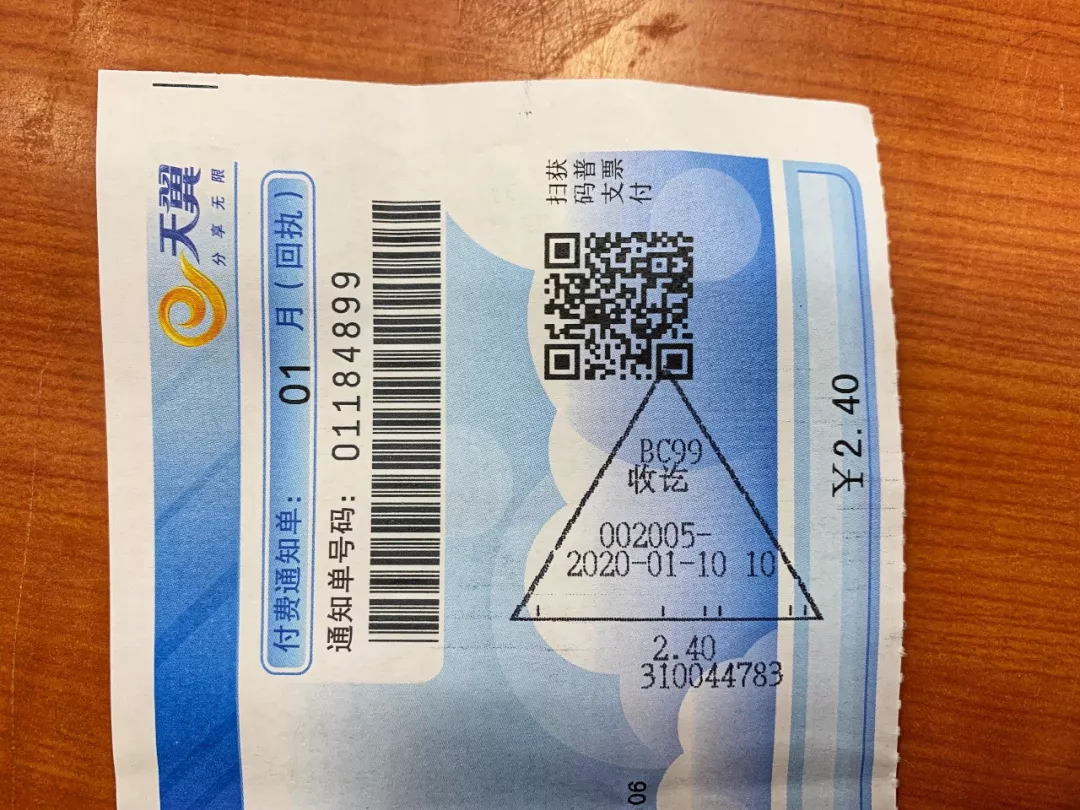 天翼
分享无限
付费通知单: 01 月(回执)
通知单号码: 01184899
扫码支付
获普票
BC99
收讫
002005-
2020-01-10 10
2.40
310044783
¥2.40
06